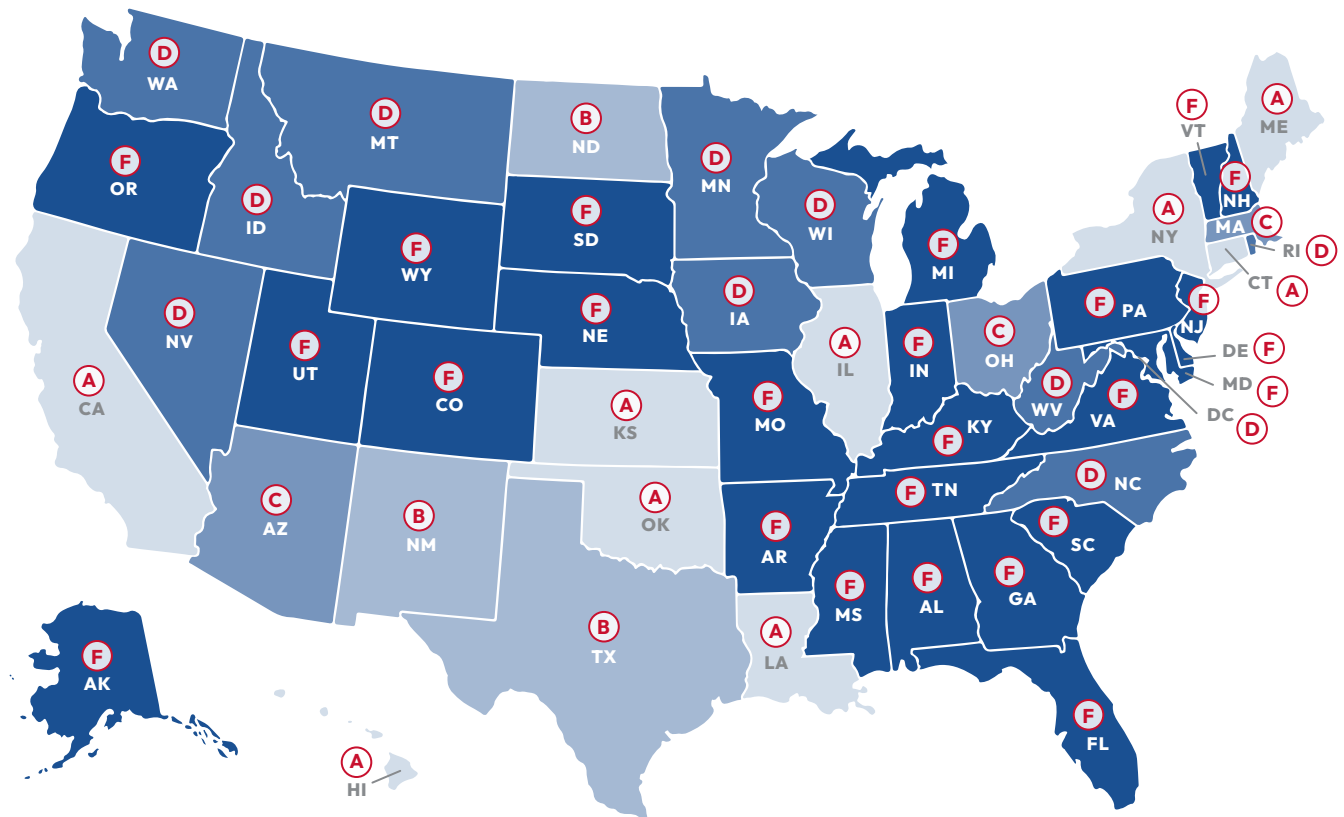 D
WA
D
MT
B
ND
D
MN
F
VT
A
ME
F
OR
D
ID
F
SD
D
WI
F
NH
A
NY
MA
C
F
WY
F
MI
RI
D
CT
A
D
NV
F
NE
D
IA
F
PA
F
NJ
F
UT
A
IL
F
IN
C
OH
DE
F
A
CA
F
CO
A
KS
F
MO
D
WV
F
VA
MD
F
DC
D
F
KY
C
AZ
B
NM
A
OK
F
AR
F
TN
D
NC
F
SC
F
MS
F
AL
F
GA
F
AK
B
TX
A
LA
F
FL
A
HI